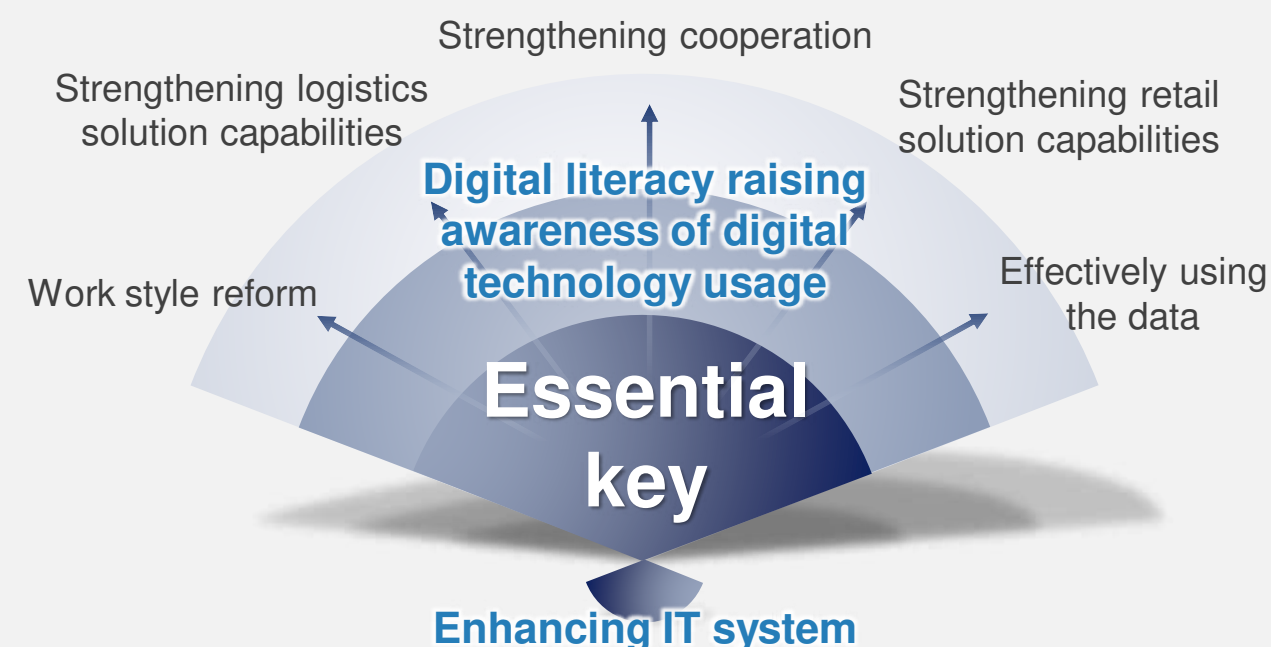 Strengthening cooperation
Strengthening logistics
solution capabilities
Strengthening retail
solution capabilities
Digital literacy raising
awareness of digital
technology usage
Work style reform
Effectively using
the data
Essential
key
Enhancing IT system